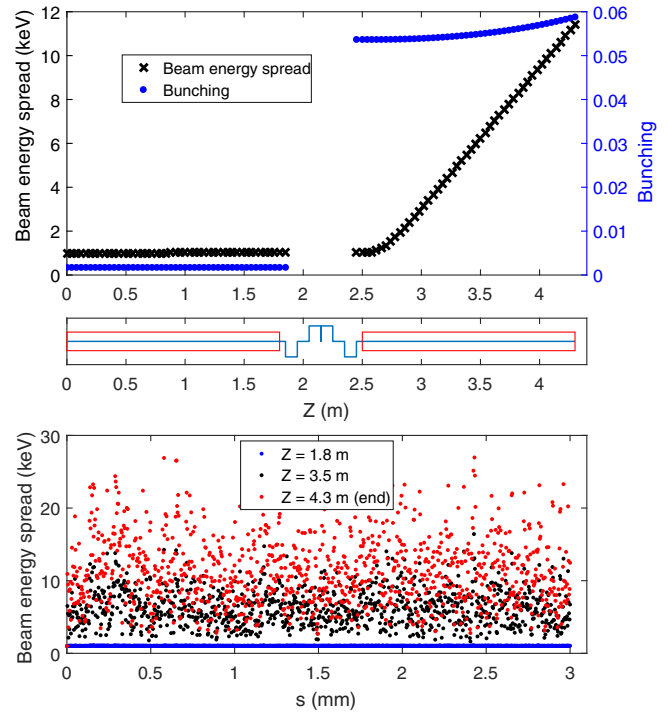 12
10
8
6
4
2
0
Beam energy spread (keV)
Beam energy spread
Bunching
0.06
0.05
0.04
0.03
0.02
0.01
0
Bunching
0 0.5 1 1.5 2 2.5 3 3.5 4
0 0.5 1 1.5 2 2.5 3 3.5 4
Z (m)
30
20
10
0
Beam energy spread (keV)
Z = 1.8 m
Z = 3.5 m
Z = 4.3 m (end)
0 0.5 1 1.5 2 2.5 3
s (mm)